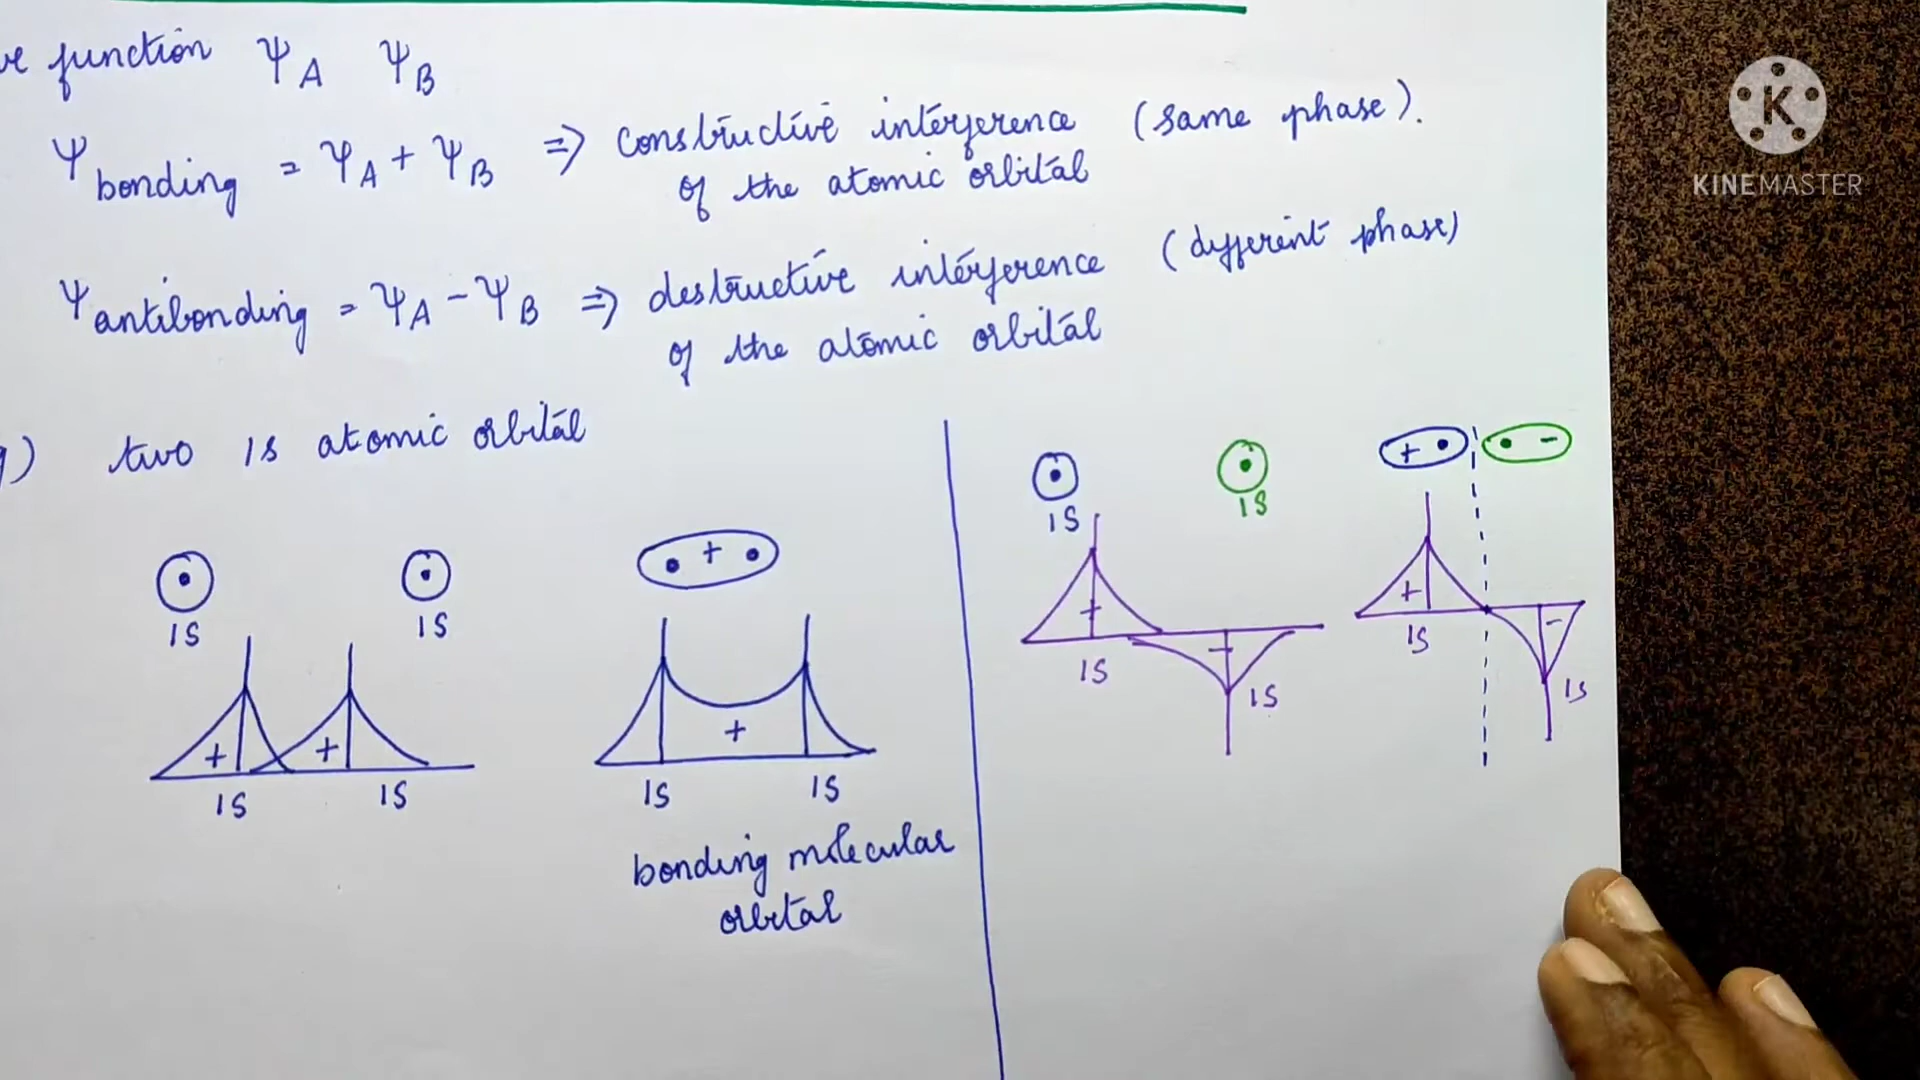 ve function ψA ψB
ψbonding = ψA + ψB ⇒ constructive interference (same phase).
of the atomic orbital
ψantibonding = ψA - ψB ⇒ destructive interference (different phase)
of the atomic orbital
g) two 1s atomic orbital
1S 1S
+
+ +
1S 1S
+
1S 1S
bonding molecular
orbital
1S 1S
+ -
+ -
1S 1S
+ -
1S 1s
K
KINEMASTER